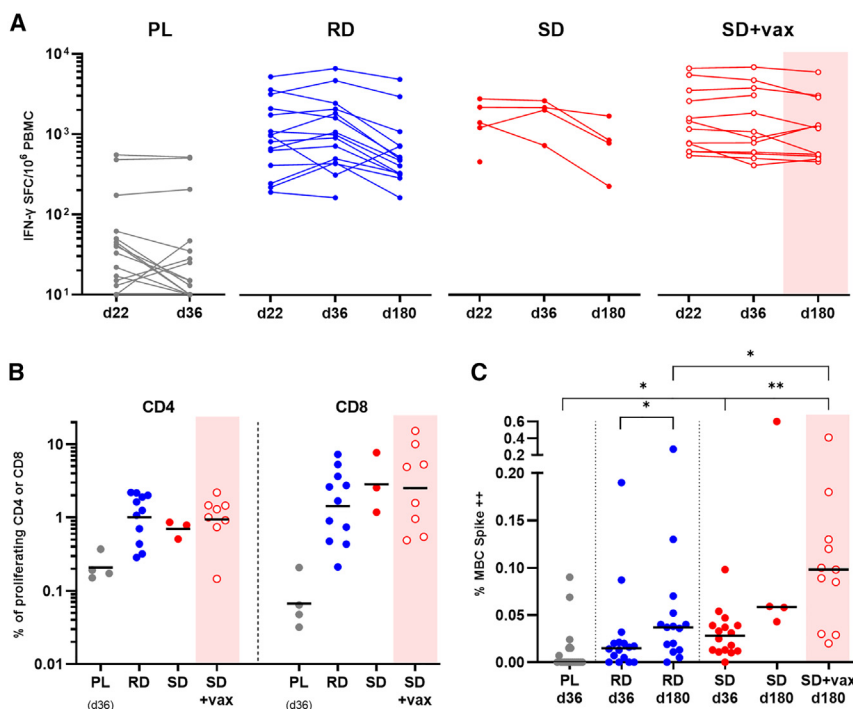 A
PL RD SD SD+vax
IFN-γ SFC/10⁶ PBMC
10⁴
10³
10²
10¹
d22 d36 d22 d36 d180 d22 d36 d180 d22 d36 d180
B
CD4 CD8
% of proliferating CD4 or CD8
100
10
1
0.1
0.01
PL RD SD SD PL RD SD SD
(d36) +vax (d36) +vax
C
*
* **
*
% MBC Spike ++
0.6
0.4
0.2
0.20
0.15
0.10
0.05
0.00
PL RD RD SD SD SD+vax
d36 d36 d180 d36 d180 d180